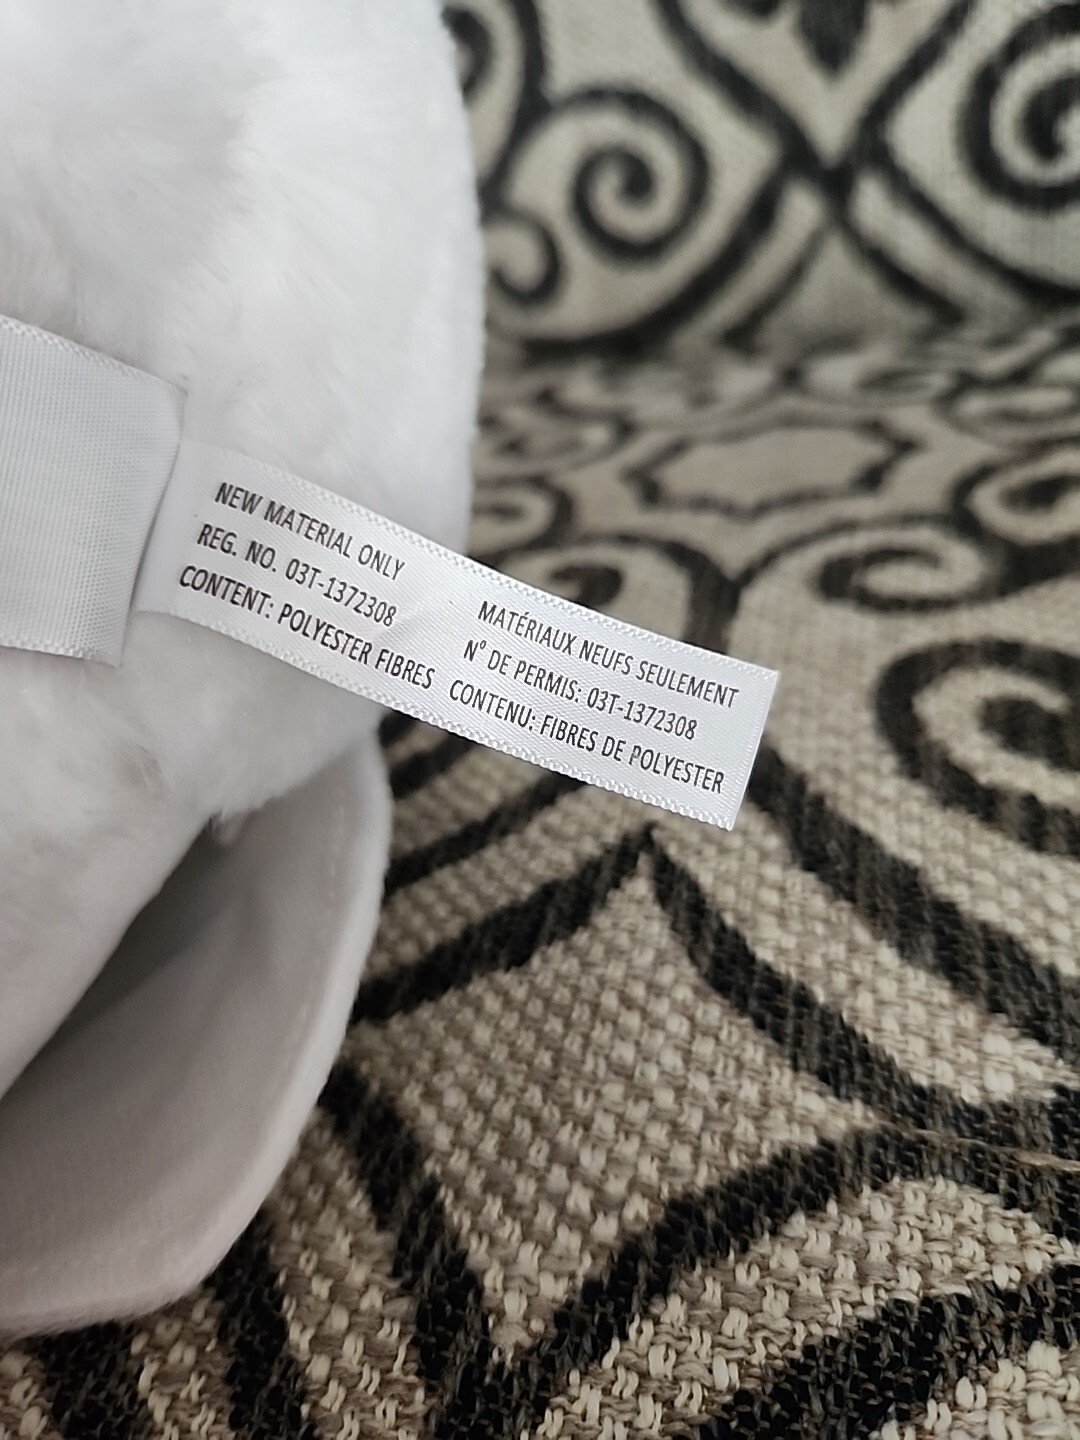 NEW MATERIAL ONLY
REG. NO. 03T-1372308
CONTENT: POLYESTER FIBRES
MATÉRIAUX NEUFS SEULEMENT
N° DE PERMIS: 03T-1372308
CONTENU: FIBRES DE POLYESTER